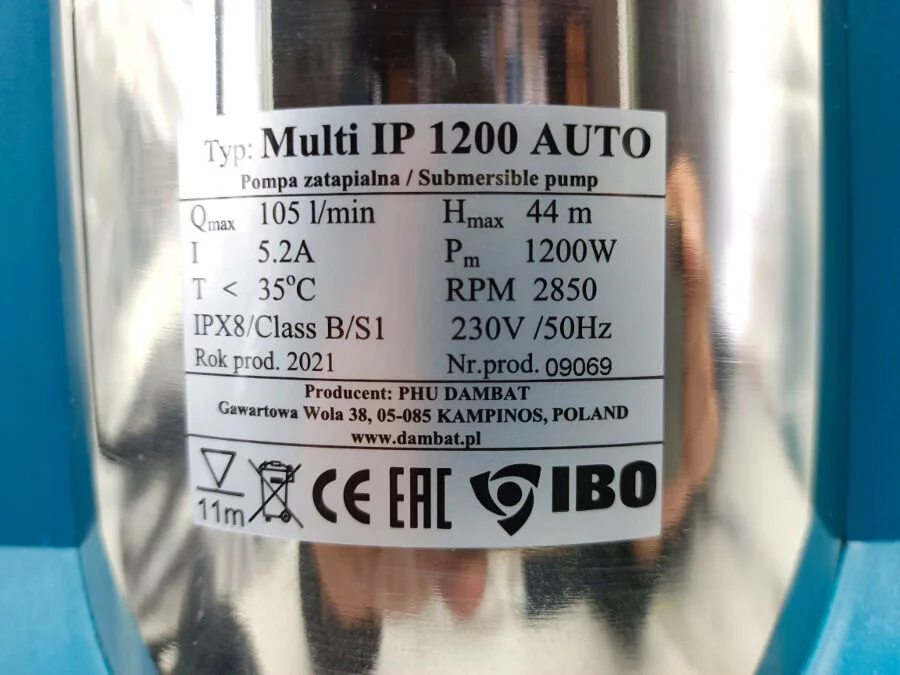 Typ: Multi IP 1200 AUTO
Pompa zatapialna / Submersible pump
Qmax 105 l/min Hmax 44 m
I 5.2A Pm 1200W
T < 35°C RPM 2850
IPX8/Class B/S1 230V /50Hz
Rok prod. 2021 Nr.prod. 09069
Producent: PHU DAMBAT
Gawartowa Wola 38, 05-085 KAMPINOS, POLAND
www.dambat.pl
11m CE EAC IBO